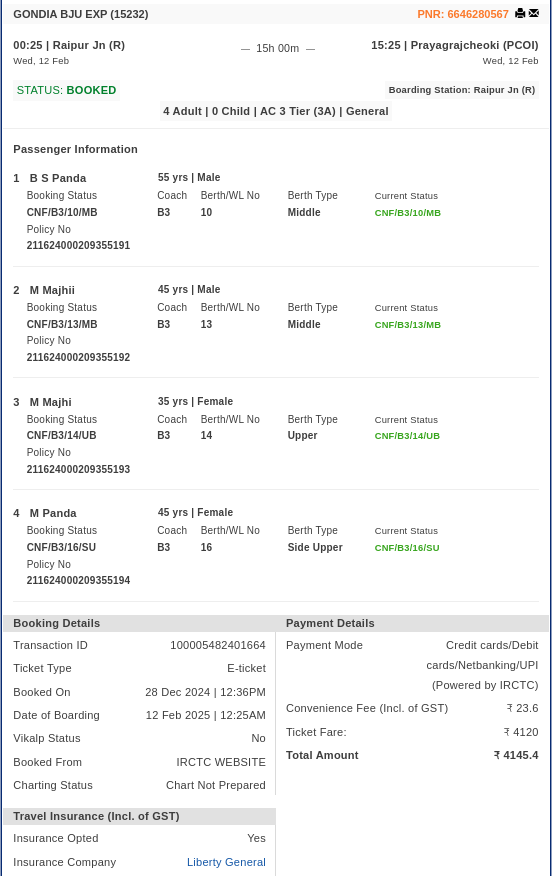 GONDIA BJU EXP (15232) PNR: 6646280567
00:25 | Raipur Jn (R) — 15h 00m — 15:25 | Prayagrajcheoki (PCOI)
Wed, 12 Feb Wed, 12 Feb
STATUS: BOOKED Boarding Station: Raipur Jn (R)
4 Adult | 0 Child | AC 3 Tier (3A) | General
Passenger Information
1 B S Panda 55 yrs | Male
Booking Status Coach Berth/WL No Berth Type Current Status
CNF/B3/10/MB B3 10 Middle CNF/B3/10/MB
Policy No
211624000209355191
2 M Majhii 45 yrs | Male
Booking Status Coach Berth/WL No Berth Type Current Status
CNF/B3/13/MB B3 13 Middle CNF/B3/13/MB
Policy No
211624000209355192
3 M Majhi 35 yrs | Female
Booking Status Coach Berth/WL No Berth Type Current Status
CNF/B3/14/UB B3 14 Upper CNF/B3/14/UB
Policy No
211624000209355193
4 M Panda 45 yrs | Female
Booking Status Coach Berth/WL No Berth Type Current Status
CNF/B3/16/SU B3 16 Side Upper CNF/B3/16/SU
Policy No
211624000209355194
Booking Details
Transaction ID 100005482401664
Ticket Type E-ticket
Booked On 28 Dec 2024 | 12:36PM
Date of Boarding 12 Feb 2025 | 12:25AM
Vikalp Status No
Booked From IRCTC WEBSITE
Charting Status Chart Not Prepared
Payment Details
Payment Mode Credit cards/Debit
cards/Netbanking/UPI
(Powered by IRCTC)
Convenience Fee (Incl. of GST) ₹ 23.6
Ticket Fare: ₹ 4120
Total Amount ₹ 4145.4
Travel Insurance (Incl. of GST)
Insurance Opted Yes
Insurance Company Liberty General